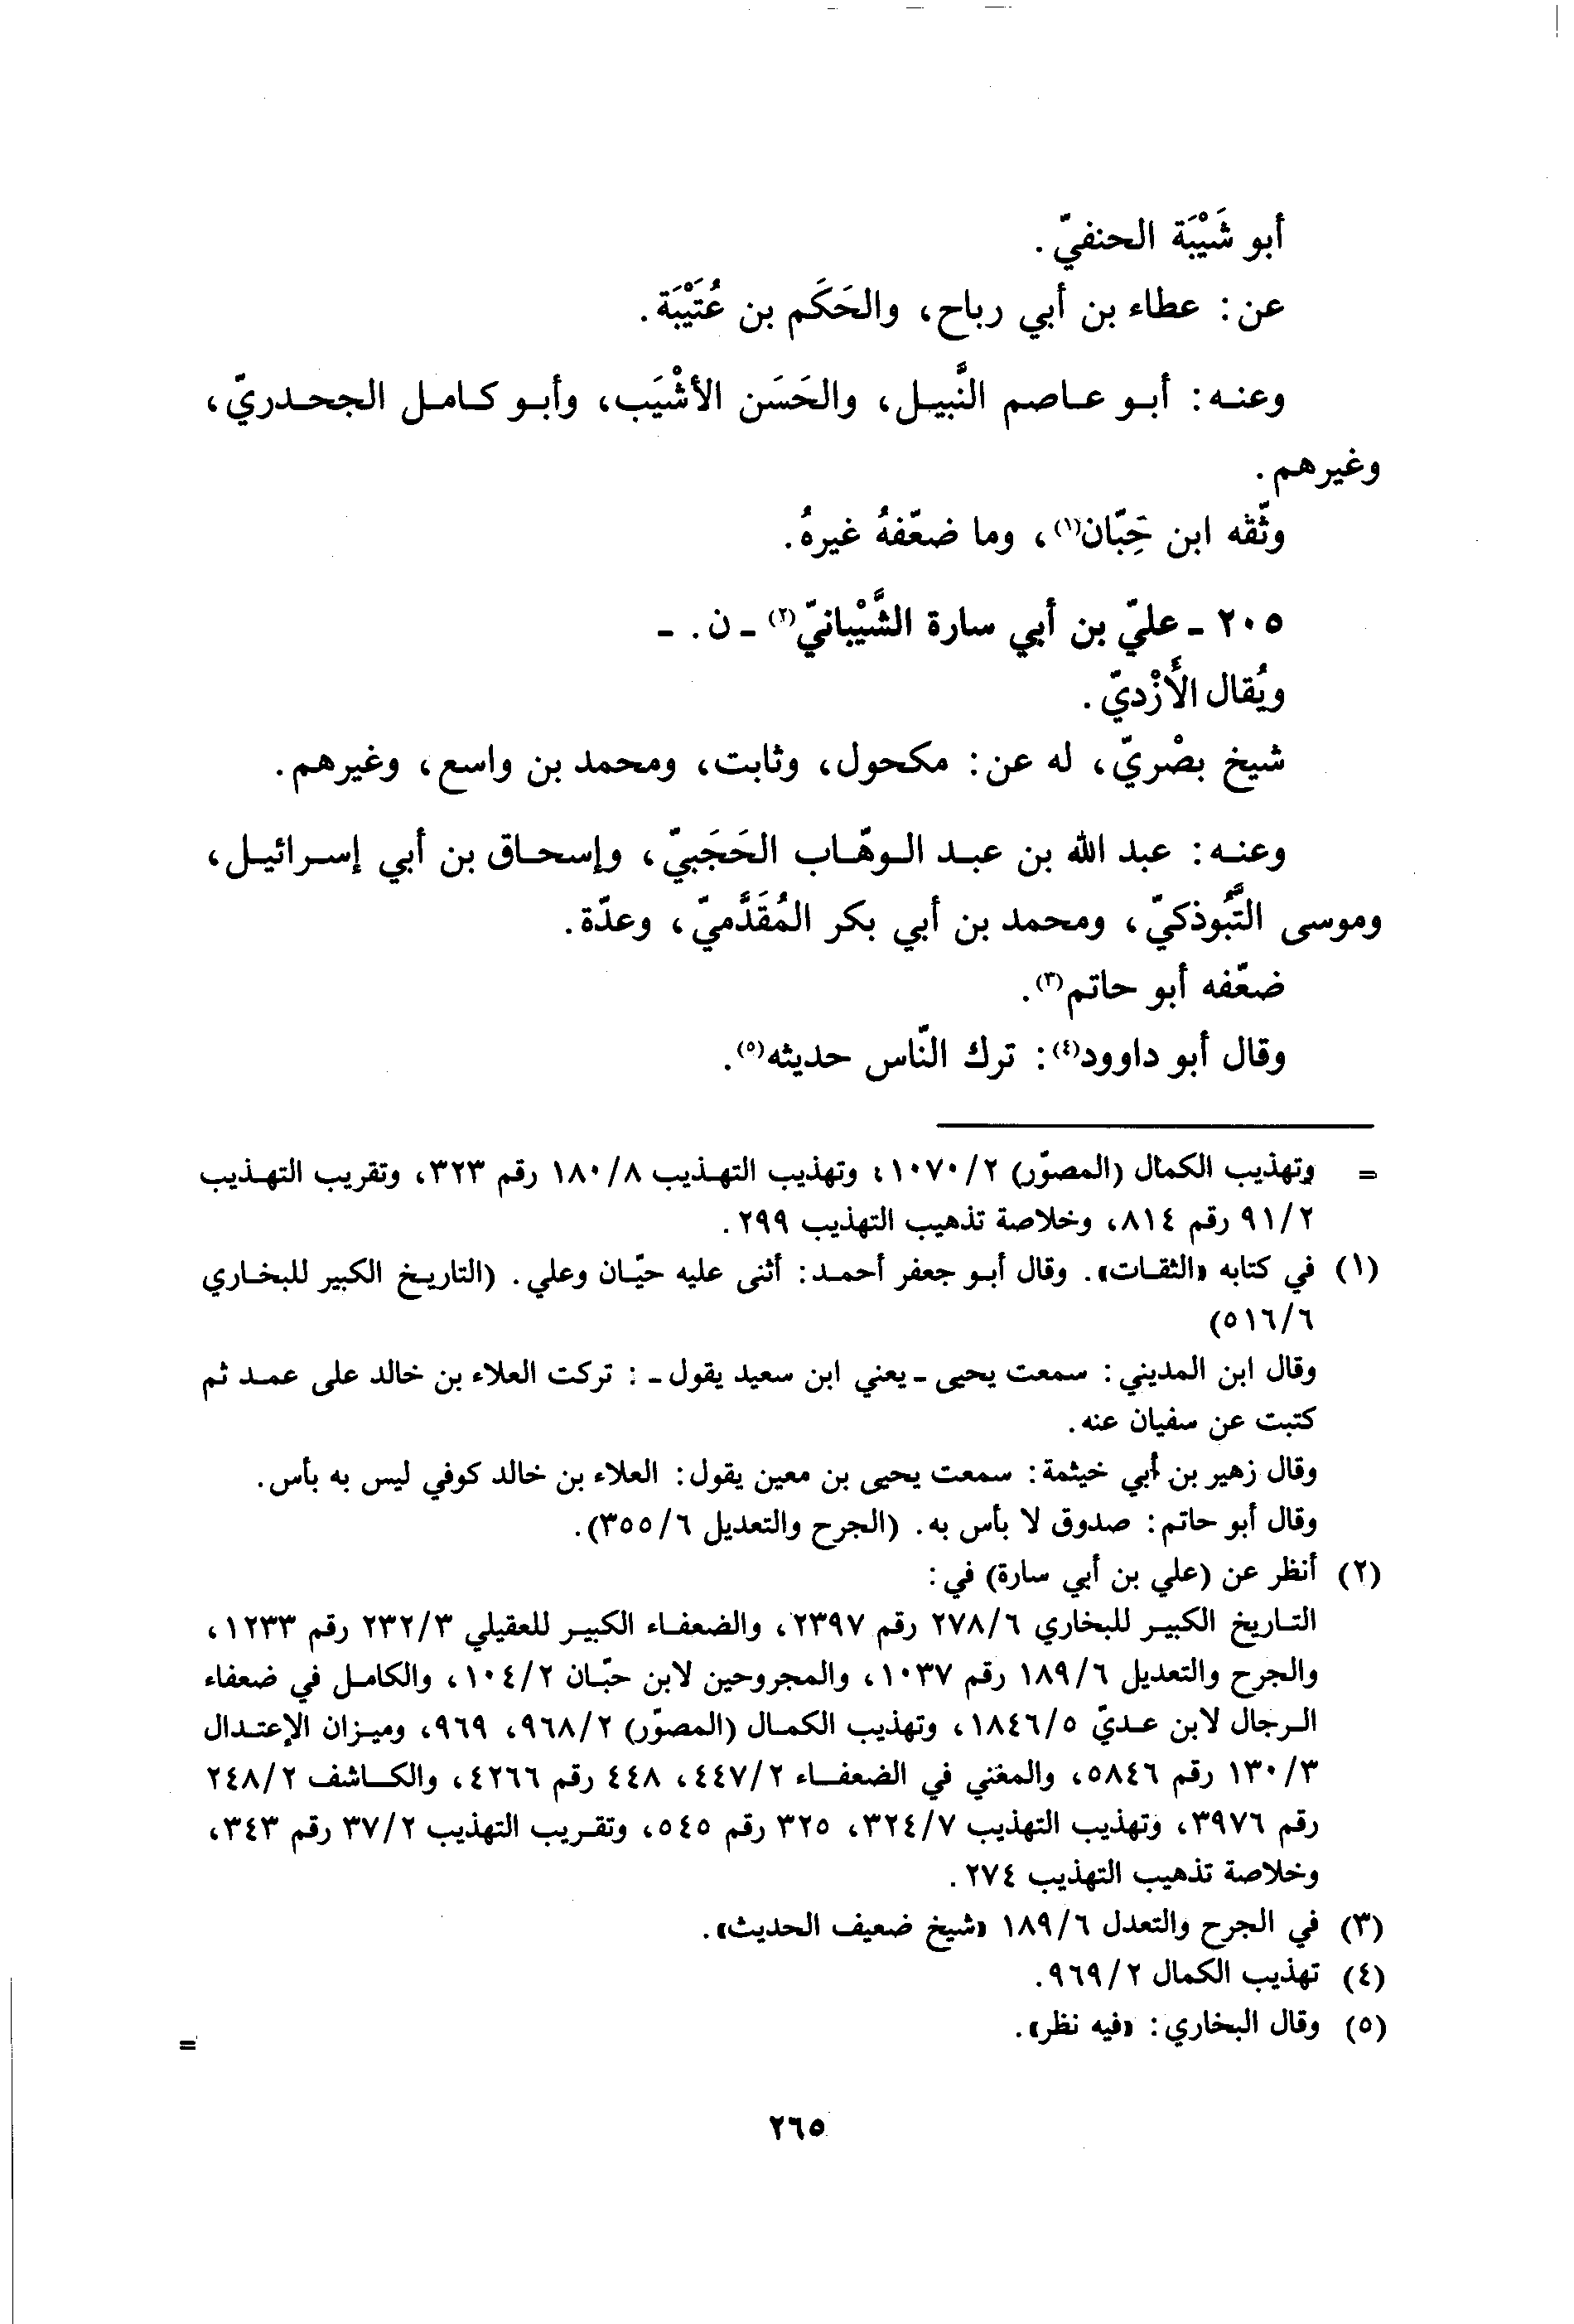 أبو شَيْبَة الحنفيّ.
عن: عطاء بن أبي رباح، والحَكَم بن عُتَيْبَة.
وعنه: أبو عاصم النَّبيل، والحَسَن الأشْيَب، وأبو كامل الجحدريّ،
وغيرهم.
وثّقه ابن حِبّان(١)، وما ضعّفهُ غيرهُ.
٢٠٥ - عليّ بن أبي سارة الشَّيْبانيّ(٢) - ن. -
ويُقال الأَزْديّ.
شيخ بصْريّ، له عن: مكحول، وثابت، ومحمد بن واسع، وغيرهم.
وعنه: عبد الله بن عبد الوهّاب الحَجَبيّ، وإسحاق بن أبي إسرائيل،
وموسى التَّبُوذكيّ، ومحمد بن أبي بكر المُقَدَّميّ، وعدّة.
ضعّفه أبو حاتم(٣).
وقال أبو داوود(٤): ترك النّاس حديثه(٥).
= وتهذيب الكمال (المصوّر) ١٠٧٠/٢، وتهذيب التهذيب ١٨٠/٨ رقم ٣٢٣، وتقريب التهذيب
٩١/٢ رقم ٨١٤، وخلاصة تذهيب التهذيب ٢٩٩.
(١) في كتابه «الثقات». وقال أبو جعفر أحمد: أثنى عليه حيّان وعلي. (التاريخ الكبير للبخاري
٥١٦/٦)
وقال ابن المديني: سمعت يحيى - يعني ابن سعيد يقول - : تركت العلاء بن خالد على عمد ثم
كتبت عن سفيان عنه.
وقال زهير بن أبي خيثمة: سمعت يحيى بن معين يقول: العلاء بن خالد كوفي ليس به بأس.
وقال أبو حاتم: صدوق لا بأس به. (الجرح والتعديل ٣٥٥/٦).
(٢) أنظر عن (علي بن أبي سارة) في:
التاريخ الكبير للبخاري ٢٧٨/٦ رقم ٢٣٩٧، والضعفاء الكبير للعقيلي ٢٣٢/٣ رقم ١٢٣٣،
والجرح والتعديل ١٨٩/٦ رقم ١٠٣٧، والمجروحين لابن حبّان ١٠٤/٢، والكامل في ضعفاء
الرجال لابن عديّ ١٨٤٦/٥، وتهذيب الكمال (المصوّر) ٩٦٨/٢، ٩٦٩، وميزان الإعتدال
١٣٠/٣ رقم ٥٨٤٦، والمغني في الضعفاء ٤٤٧/٢، ٤٤٨ رقم ٤٢٦٦، والكاشف ٢٤٨/٢
رقم ٣٩٧٦، وتهذيب التهذيب ٣٢٤/٧، ٣٢٥ رقم ٥٤٥، وتقريب التهذيب ٣٧/٢ رقم ٣٤٣،
وخلاصة تذهيب التهذيب ٢٧٤.
(٣) في الجرح والتعدل ١٨٩/٦ «شيخ ضعيف الحديث».
(٤) تهذيب الكمال ٩٦٩/٢.
(٥) وقال البخاري: «فيه نظر».
=
٢٦٥